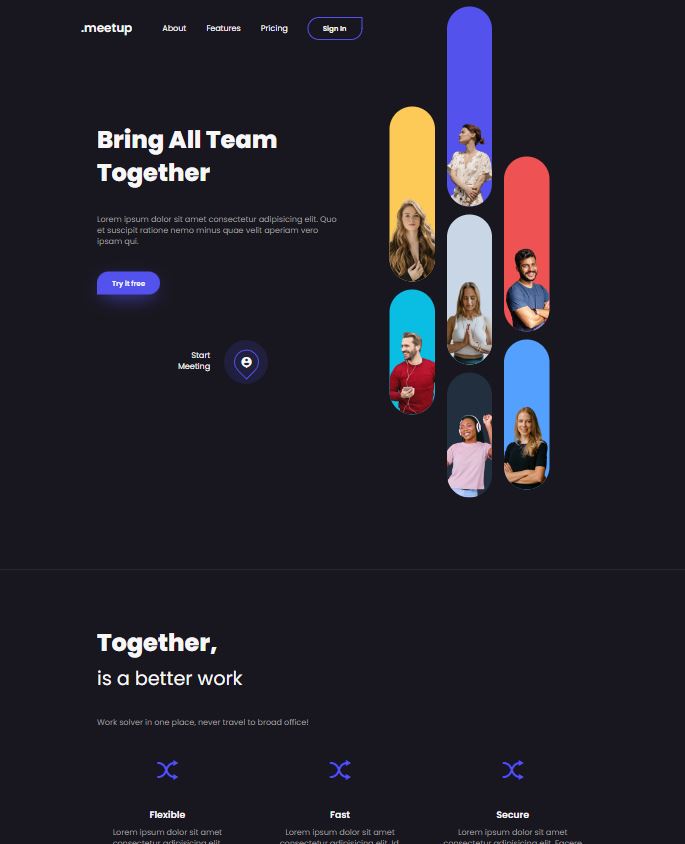 .meetup
About
Features
Pricing
Sign In
Bring All Team
Together
Lorem ipsum dolor sit amet consectetur adipisicing elit. Quo
et suscipit ratione nemo minus quae velit aperiam vero
ipsam qui.
Try it free
Start
Meeting
Together,
is a better work
Work solver in one place, never travel to broad office!
Flexible
Lorem ipsum dolor sit amet
consectetur adipisicing elit.
Fast
Lorem ipsum dolor sit amet
consectetur adipisicing elit. Id
Secure
Lorem ipsum dolor sit amet
consectetur adipisicing elit. Facere